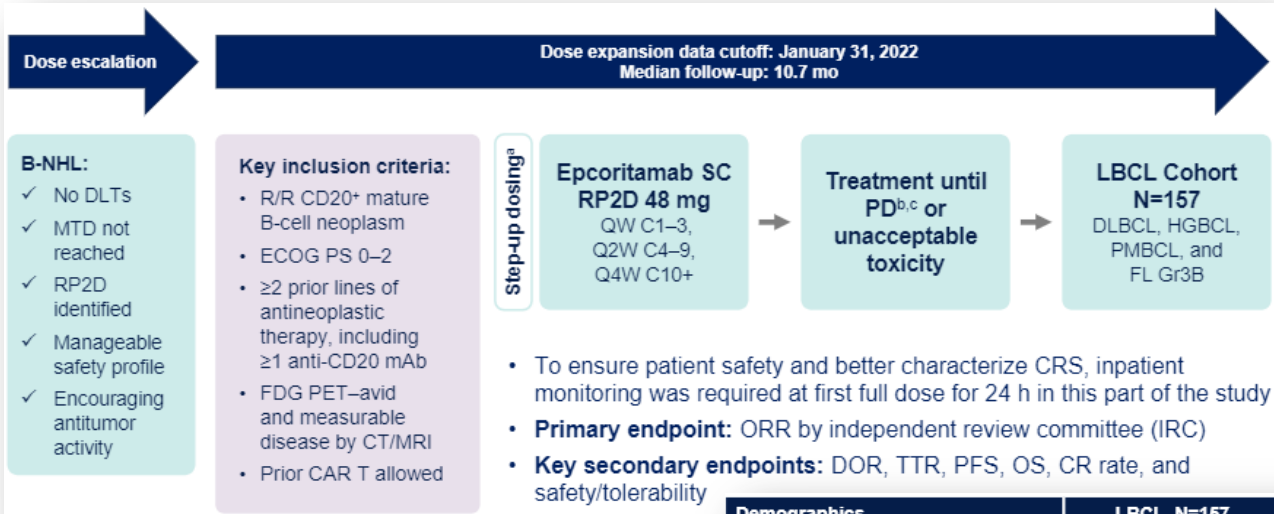 Dose escalation
Dose expansion data cutoff: January 31, 2022
Median follow-up: 10.7 mo
B-NHL:
✓ No DLTs
✓ MTD not
reached
✓ RP2D
identified
✓ Manageable
safety profile
✓ Encouraging
antitumor
activity
Key inclusion criteria:
• R/R CD20⁺ mature
B-cell neoplasm
• ECOG PS 0–2
• ≥2 prior lines of
antineoplastic
therapy, including
≥1 anti-CD20 mAb
• FDG PET–avid
and measurable
disease by CT/MRI
• Prior CAR T allowed
Step-up dosingᵃ
Epcoritamab SC
RP2D 48 mg
QW C1–3,
Q2W C4–9,
Q4W C10+
Treatment until
PDᵇ,ᶜ or
unacceptable
toxicity
LBCL Cohort
N=157
DLBCL, HGBCL,
PMBCL, and
FL Gr3B
• To ensure patient safety and better characterize CRS, inpatient
monitoring was required at first full dose for 24 h in this part of the study
• Primary endpoint: ORR by independent review committee (IRC)
• Key secondary endpoints: DOR, TTR, PFS, OS, CR rate, and
safety/tolerability
Demographics LBCL, N=157